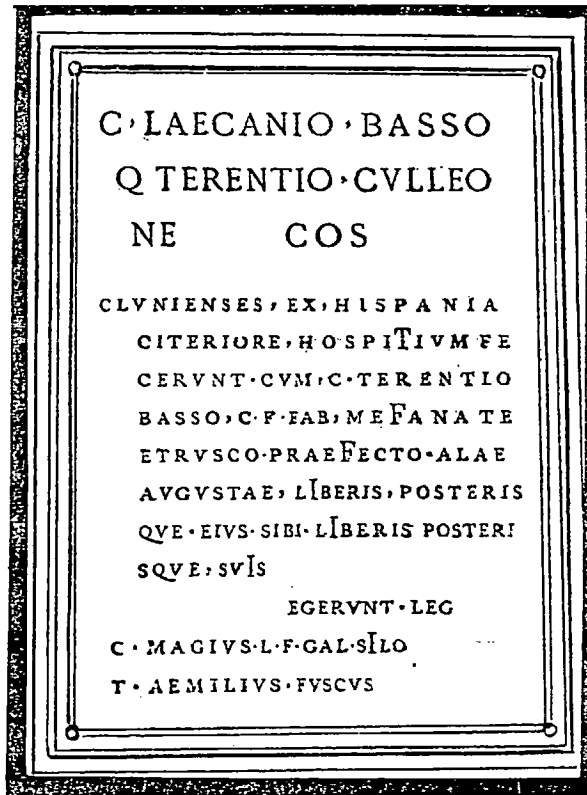 C · LAECANIO · BASSO
Q TERENTIO · CVLLEO
NE COS
CLVNIENSES, EX, HISPANIA
CITERIORE, HOSPITIVM FE
CERVNT · CVM, C · TERENTIO
BASSO, C · F · FAB, MEFANATE
ETRVSCO · PRAEFECTO · ALAE
AVGVSTAE, LIBERIS, POSTERIS
QVE · EIVS · SIBI · LIBERIS POSTERI
SQVE, SVIS
EGERVNT · LEG
C · MAGIVS · L · F · GAL · SILO
T · AEMILIVS · FVSCVS